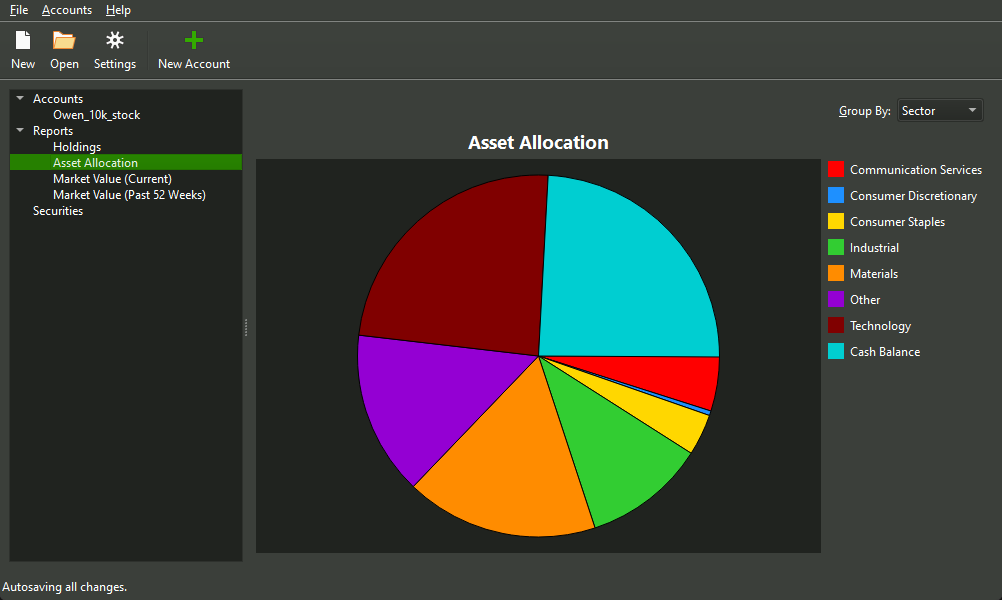 File Accounts Help
New Open Settings New Account
Accounts
Owen_10k_stock
Reports
Holdings
Asset Allocation
Market Value (Current)
Market Value (Past 52 Weeks)
Securities
Group By: Sector
Asset Allocation
Communication Services
Consumer Discretionary
Consumer Staples
Industrial
Materials
Other
Technology
Cash Balance
Autosaving all changes.